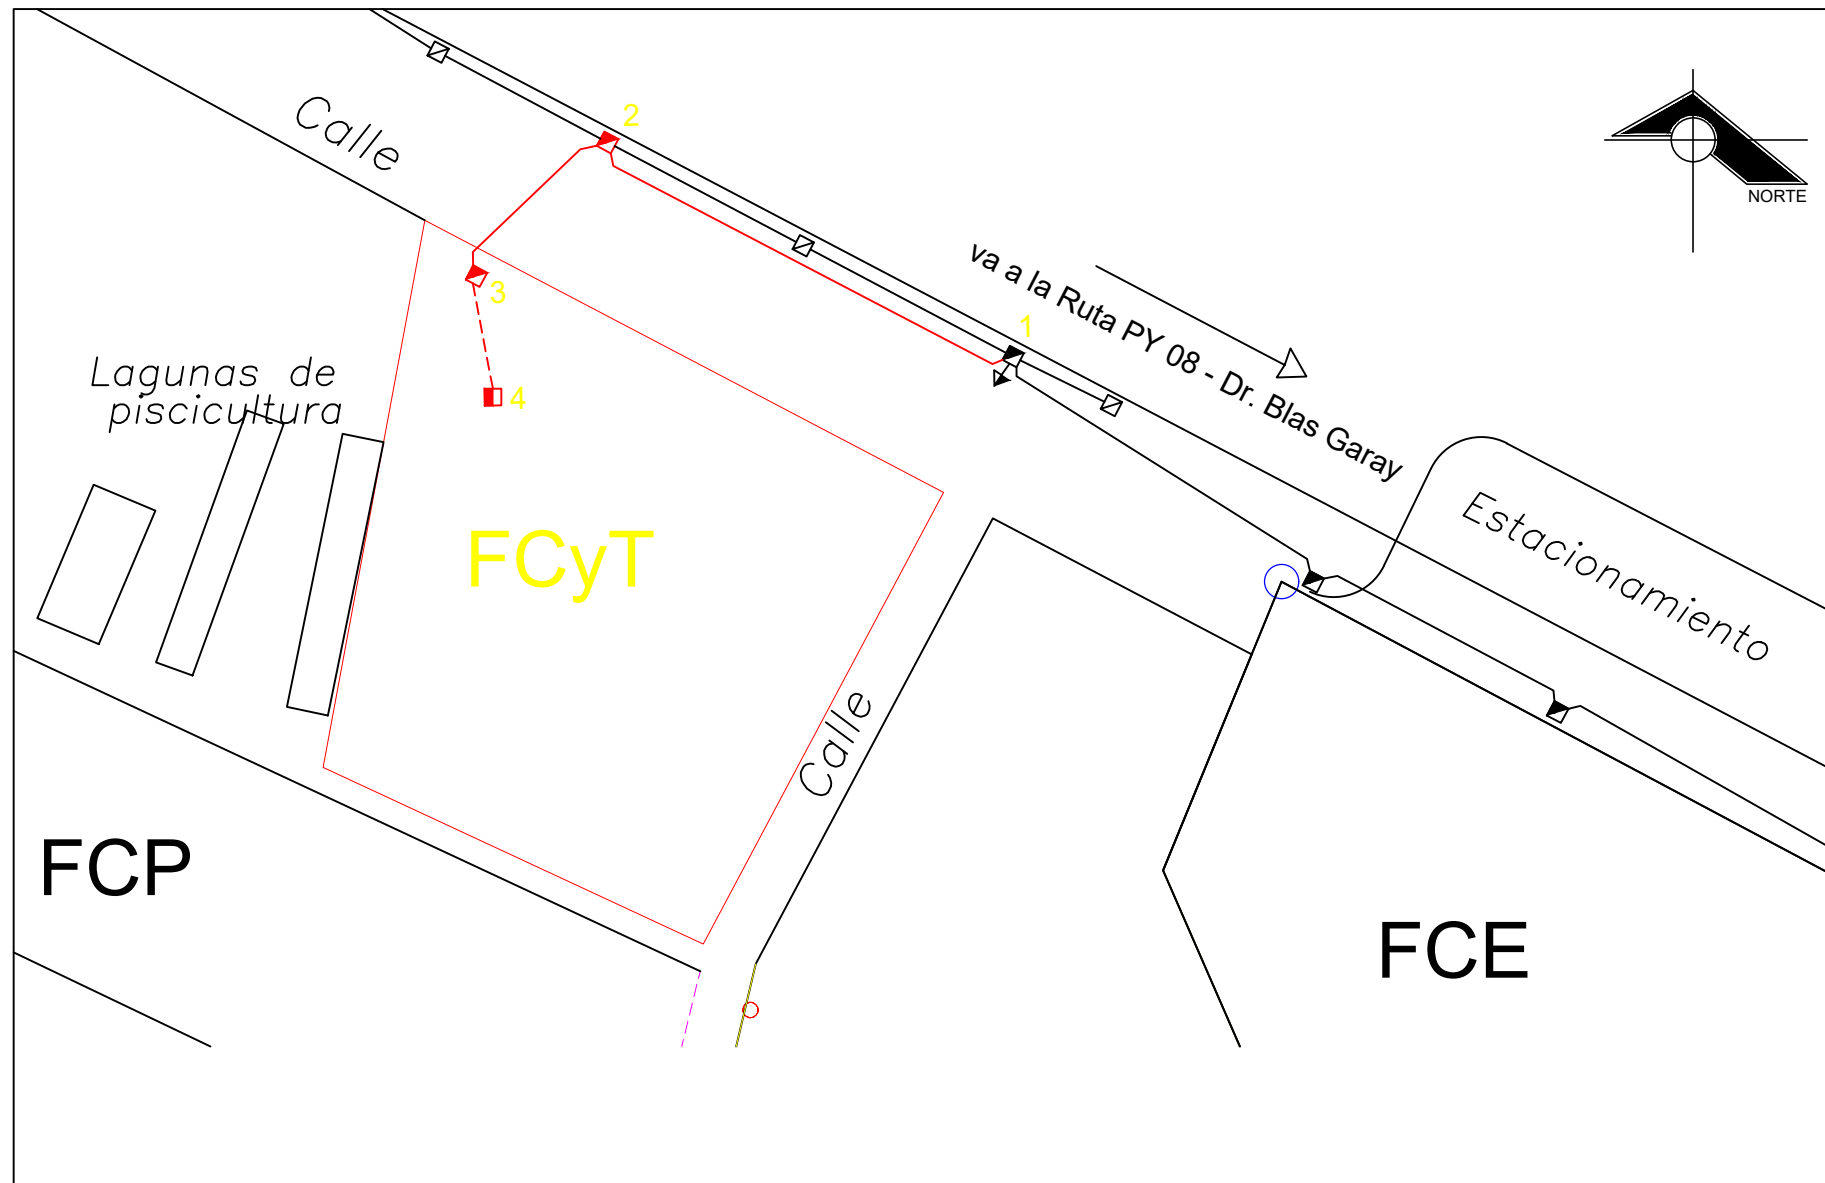 2
Calle
NORTE
va a la Ruta PY 08 - Dr. Blas Garay
3
1
Lagunas de
piscicultura
4
FCyT
Estacionamiento
Calle
FCP
FCE